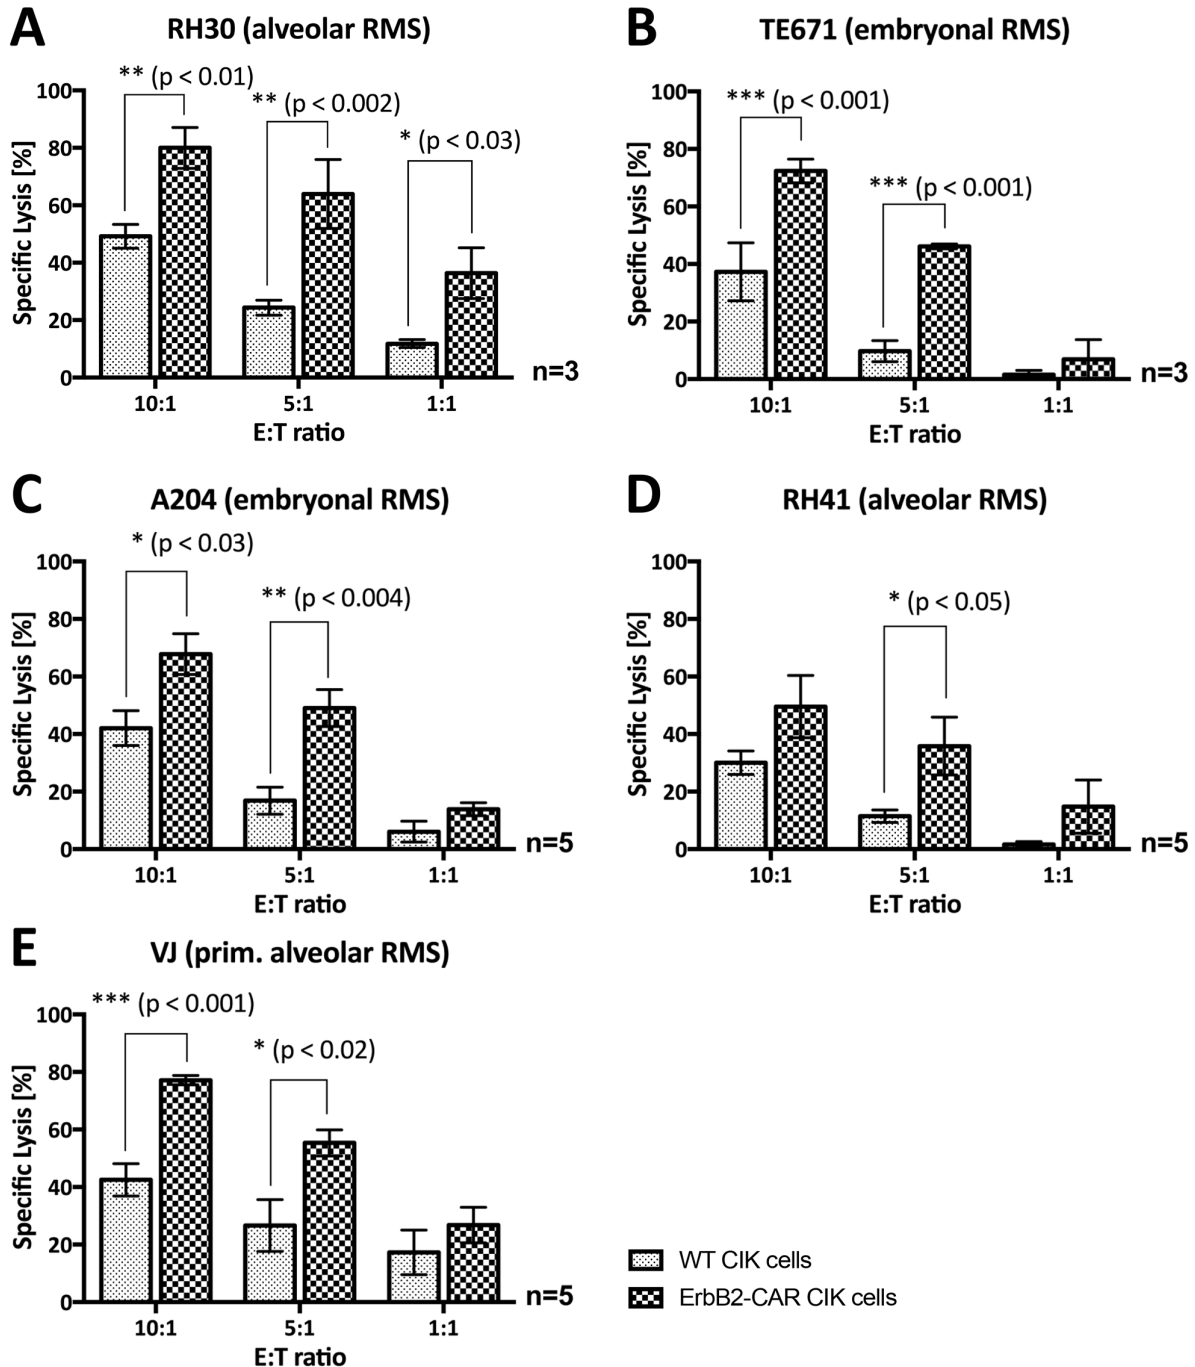 A
RH30 (alveolar RMS)
** (p < 0.01)
** (p < 0.002)
* (p < 0.03)
Specific Lysis [%]
100
80
60
40
20
0
10:1
5:1
1:1
E:T ratio
n=3
B
TE671 (embryonal RMS)
*** (p < 0.001)
*** (p < 0.001)
Specific Lysis [%]
100
80
60
40
20
0
10:1
5:1
1:1
E:T ratio
n=3
C
A204 (embryonal RMS)
* (p < 0.03)
** (p < 0.004)
Specific Lysis [%]
100
80
60
40
20
0
10:1
5:1
1:1
E:T ratio
n=5
D
RH41 (alveolar RMS)
* (p < 0.05)
Specific Lysis [%]
100
80
60
40
20
0
10:1
5:1
1:1
E:T ratio
n=5
E
VJ (prim. alveolar RMS)
*** (p < 0.001)
* (p < 0.02)
Specific Lysis [%]
100
80
60
40
20
0
10:1
5:1
1:1
E:T ratio
n=5
WT CIK cells
ErbB2-CAR CIK cells